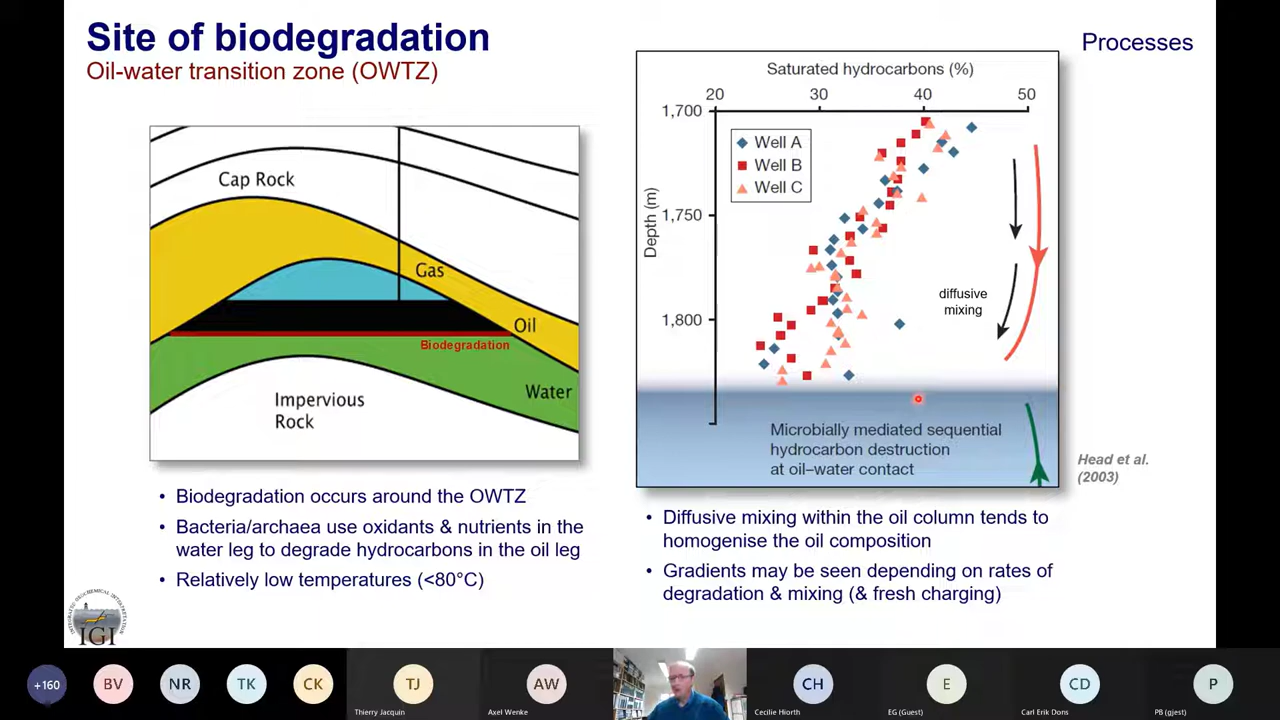 Site of biodegradation
Oil-water transition zone (OWTZ)
Processes
Cap Rock
Gas
Oil
Biodegradation
Water
Impervious
Rock
Saturated hydrocarbons (%)
20 30 40 50
1,700
1,750
1,800
Depth (m)
Well A
Well B
Well C
diffusive
mixing
Microbially mediated sequential
hydrocarbon destruction
at oil–water contact
Head et al.
(2003)
• Biodegradation occurs around the OWTZ
• Bacteria/archaea use oxidants & nutrients in the
water leg to degrade hydrocarbons in the oil leg
• Relatively low temperatures (<80°C)
• Diffusive mixing within the oil column tends to
homogenise the oil composition
• Gradients may be seen depending on rates of
degradation & mixing (& fresh charging)
INTEGRATED GEOCHEMICAL INTERPRETATION
IGI
+160
BV
NR
TK
CK
TJ
Thierry Jacquin
AW
Axel Wenke
CH
Cecilie Hiorth
E
EG (Guest)
CD
Carl Erik Dons
P
PB (gjest)